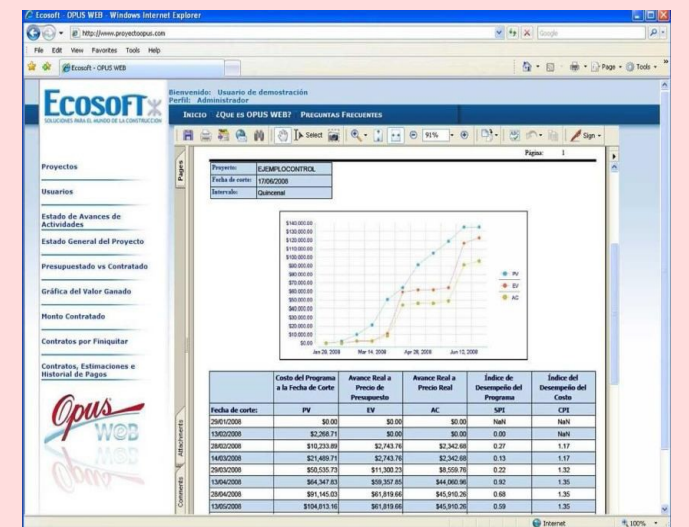 Ecosoft - OPUS WEB - Windows Internet Explorer
http://www.proyectoopus.com
Google
File Edit View Favorites Tools Help
Ecosoft - OPUS WEB
Page Tools
ECOSOFT
SOLUCIONES PARA EL MUNDO DE LA CONSTRUCCION
Bienvenido: Usuario de demostración
Perfil: Administrador
INICIO ¿QUE ES OPUS WEB? PREGUNTAS FRECUENTES
Select 91% Sign
Proyectos
Usuarios
Estado de Avances de
Actividades
Estado General del Proyecto
Presupuestado vs Contratado
Gráfica del Valor Ganado
Monto Contratado
Contratos por Finiquitar
Contratos, Estimaciones e
Historial de Pagos
Opus
WEB
Pages
Attachments
Comments
Página: 1
Proyecto: EJEMPLOCONTROL
Fecha de corte: 17/06/2008
Intervalo: Quincenal
$140,000.00
$130,000.00
$120,000.00
$110,000.00
$100,000.00
$90,000.00
$80,000.00
$70,000.00
$60,000.00
$50,000.00
$40,000.00
$30,000.00
$20,000.00
$10,000.00
$0.00
Jan 28, 2008 Mar 14, 2008 Apr 28, 2008 Jun 12, 2008
PV
EV
AC
Costo del Programa a la Fecha de Corte Avance Real a Precio de Presupuesto Avance Real a Precio Real Índice de Desempeño del Programa Índice del Desempeño del Costo
Fecha de corte: PV EV AC SPI CPI
29/01/2008 $0.00 $0.00 $0.00 NaN NaN
13/02/2008 $2,268.71 $0.00 $0.00 0.00 NaN
28/02/2008 $10,233.89 $2,743.76 $2,342.68 0.27 1.17
14/03/2008 $21,489.71 $2,743.76 $2,342.68 0.13 1.17
29/03/2008 $50,535.73 $11,300.23 $8,559.76 0.22 1.32
13/04/2008 $64,347.83 $59,357.85 $44,060.96 0.92 1.35
28/04/2008 $91,145.03 $61,819.66 $45,910.26 0.68 1.35
13/05/2008 $104,813.16 $61,819.66 $45,910.26 0.59 1.35
Internet 100%